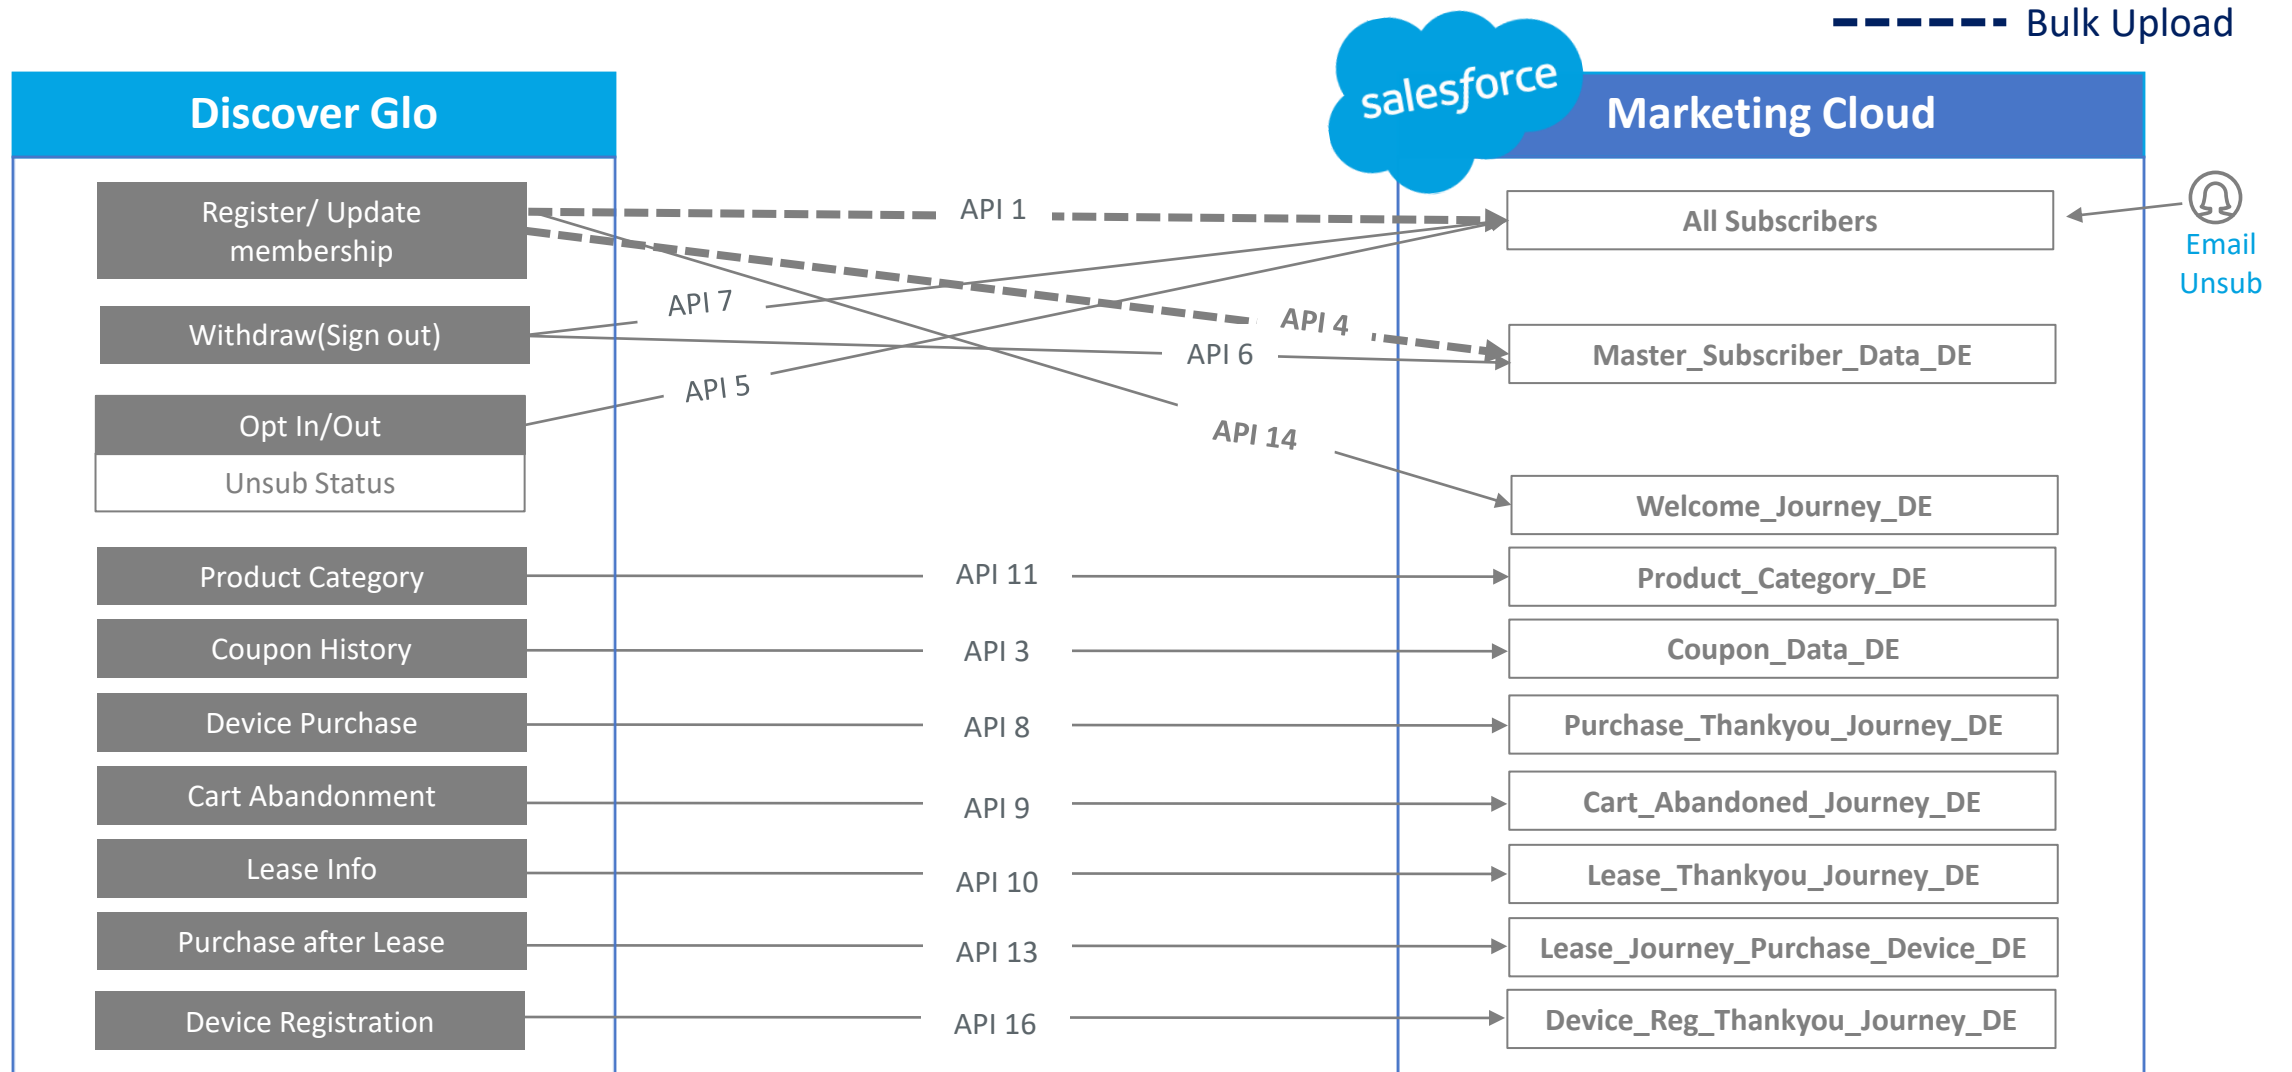 Bulk Upload
salesforce
Discover Glo
Marketing Cloud
Register/ Update
membership
API 1
All Subscribers
Email
Unsub
Withdraw(Sign out)
API 7
API 4
API 6
Master_Subscriber_Data_DE
Opt In/Out
API 5
API 14
Unsub Status
Welcome_Journey_DE
Product Category
API 11
Product_Category_DE
Coupon History
API 3
Coupon_Data_DE
Device Purchase
API 8
Purchase_Thankyou_Journey_DE
Cart Abandonment
API 9
Cart_Abandoned_Journey_DE
Lease Info
API 10
Lease_Thankyou_Journey_DE
Purchase after Lease
API 13
Lease_Journey_Purchase_Device_DE
Device Registration
API 16
Device_Reg_Thankyou_Journey_DE